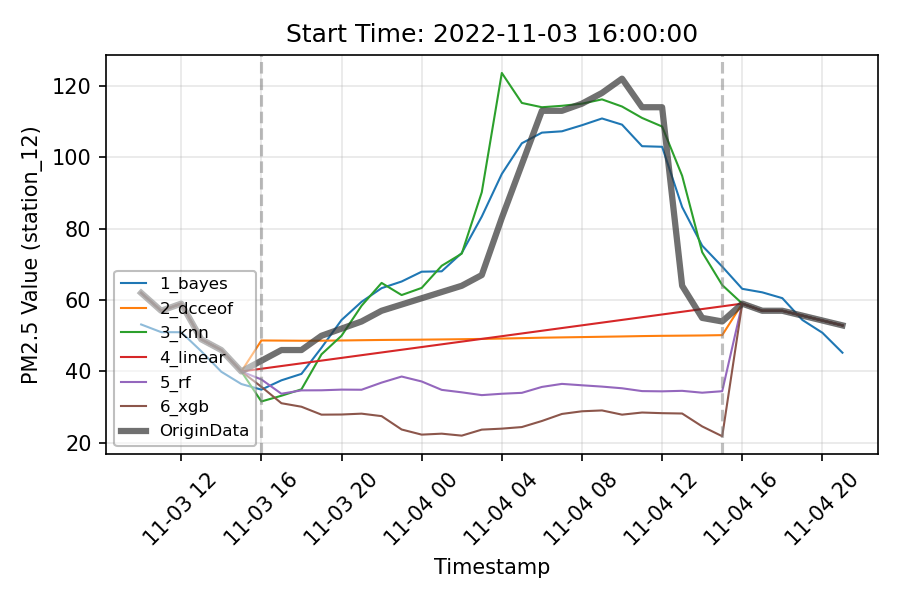 Start Time: 2022-11-03 16:00:00
PM2.5 Value (station_12)
120
100
80
60
40
20
1_bayes
2_dcceof
3_knn
4_linear
5_rf
6_xgb
OriginData
11-03 12
11-03 16
11-03 20
11-04 00
11-04 04
11-04 08
11-04 12
11-04 16
11-04 20
Timestamp